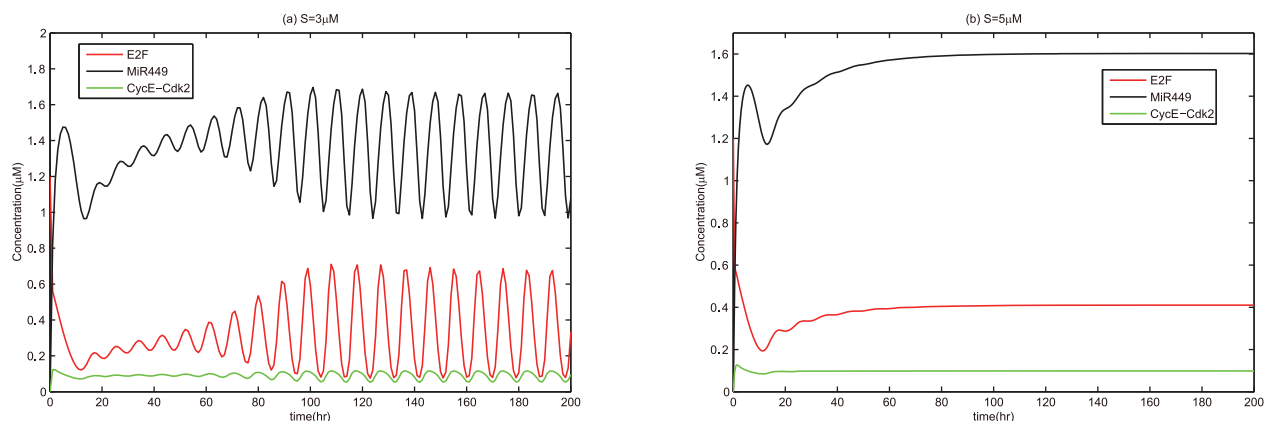 (a) S=3μM
Concentration(μM)
2
1.8
1.6
1.4
1.2
1
0.8
0.6
0.4
0.2
0
E2F
MiR449
CycE−Cdk2
0 20 40 60 80 100 120 140 160 180 200
time(hr)
(b) S=5μM
Concentration(μM)
1.6
1.4
1.2
1
0.8
0.6
0.4
0.2
0
E2F
MiR449
CycE−Cdk2
0 20 40 60 80 100 120 140 160 180 200
time(hr)